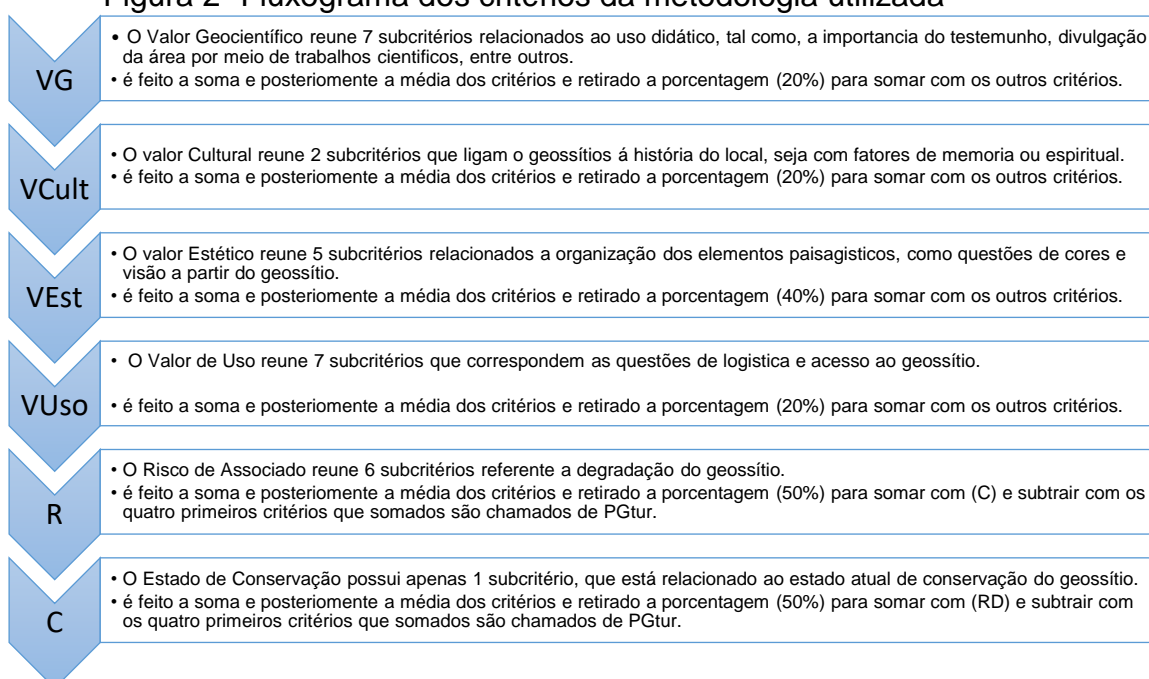 Figura 2- Fluxograma dos critérios da metodologia utilizada
VG
• O Valor Geocientífico reune 7 subcritérios relacionados ao uso didático, tal como, a importancia do testemunho, divulgação
da área por meio de trabalhos cientificos, entre outros.
• é feito a soma e posteriomente a média dos critérios e retirado a porcentagem (20%) para somar com os outros critérios.
VCult
• O valor Cultural reune 2 subcritérios que ligam o geossítios á história do local, seja com fatores de memoria ou espiritual.
• é feito a soma e posteriomente a média dos critérios e retirado a porcentagem (20%) para somar com os outros critérios.
VEst
• O valor Estético reune 5 subcritérios relacionados a organização dos elementos paisagisticos, como questões de cores e
visão a partir do geossítio.
• é feito a soma e posteriomente a média dos critérios e retirado a porcentagem (40%) para somar com os outros critérios.
VUso
• O Valor de Uso reune 7 subcritérios que correspondem as questões de logistica e acesso ao geossítio.
• é feito a soma e posteriomente a média dos critérios e retirado a porcentagem (20%) para somar com os outros critérios.
R
• O Risco de Associado reune 6 subcritérios referente a degradação do geossítio.
• é feito a soma e posteriomente a média dos critérios e retirado a porcentagem (50%) para somar com (C) e subtrair com os
quatro primeiros critérios que somados são chamados de PGtur.
C
• O Estado de Conservação possui apenas 1 subcritério, que está relacionado ao estado atual de conservação do geossítio.
• é feito a soma e posteriomente a média dos critérios e retirado a porcentagem (50%) para somar com (RD) e subtrair com
os quatro primeiros critérios que somados são chamados de PGtur.